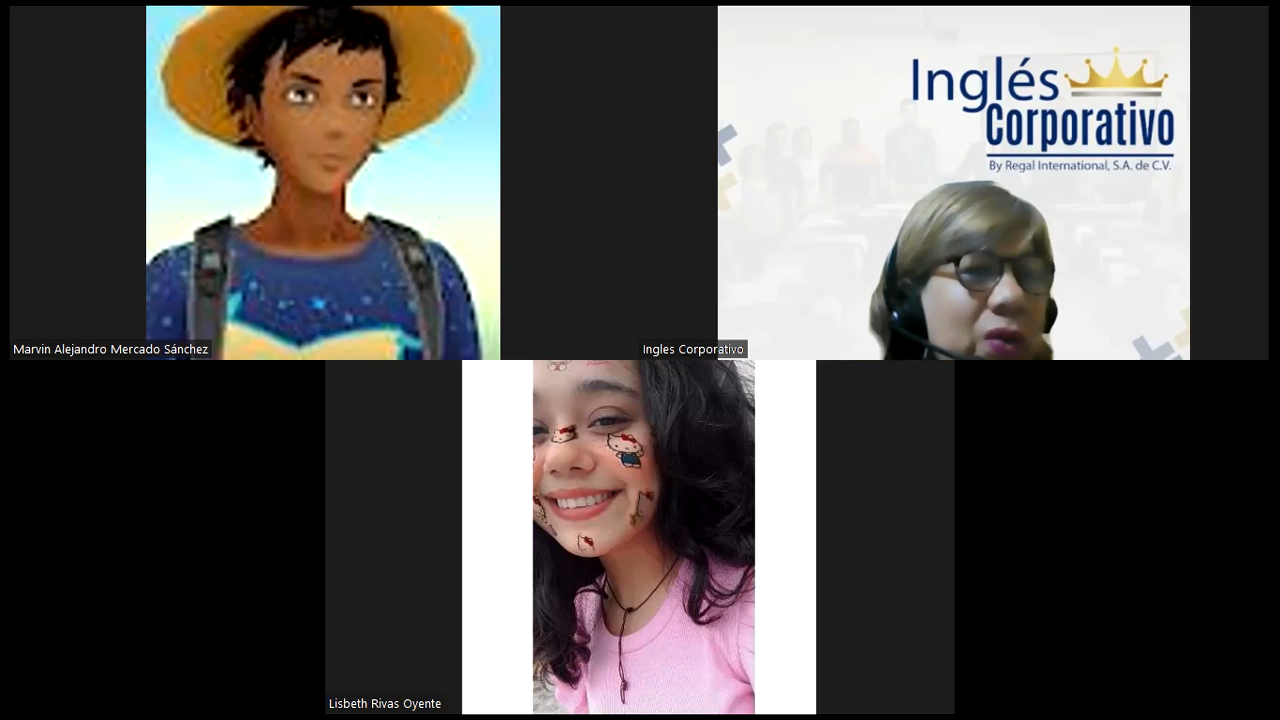 Inglés
Corporativo
By Regal International, S.A. de C.V.
Marvin Alejandro Mercado Sánchez
Ingles Corporativo
Lisbeth Rivas Oyente